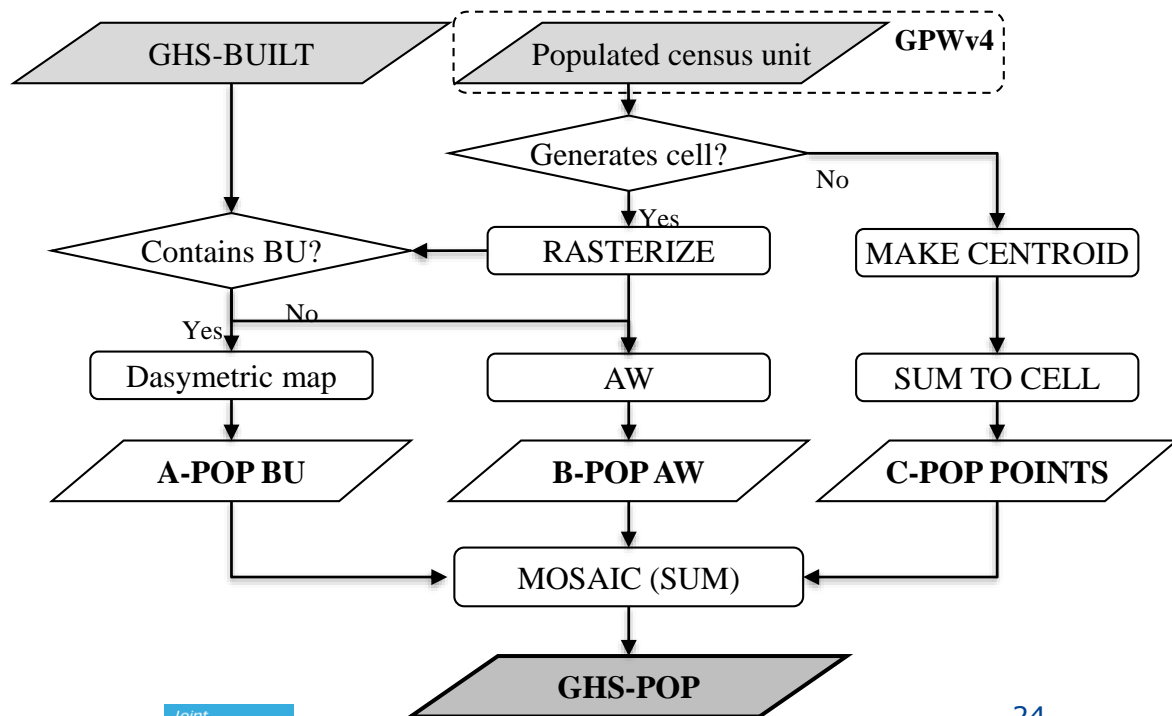 GHS-BUILT
Populated census unit
GPWv4
Generates cell?
No
Yes
Contains BU?
RASTERIZE
MAKE CENTROID
No
Yes
Dasymetric map
AW
SUM TO CELL
A-POP BU
B-POP AW
C-POP POINTS
MOSAIC (SUM)
GHS-POP
Joint
24